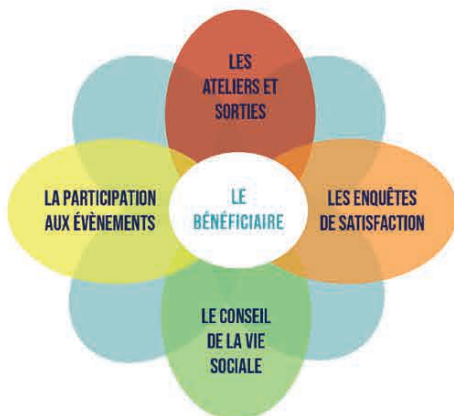 LES
ATELIERS ET
SORTIES
LA PARTICIPATION
AUX ÉVÈNEMENTS
LE
BÉNÉFICIAIRE
LES ENQUÊTES
DE SATISFACTION
LE CONSEIL
DE LA VIE
SOCIALE